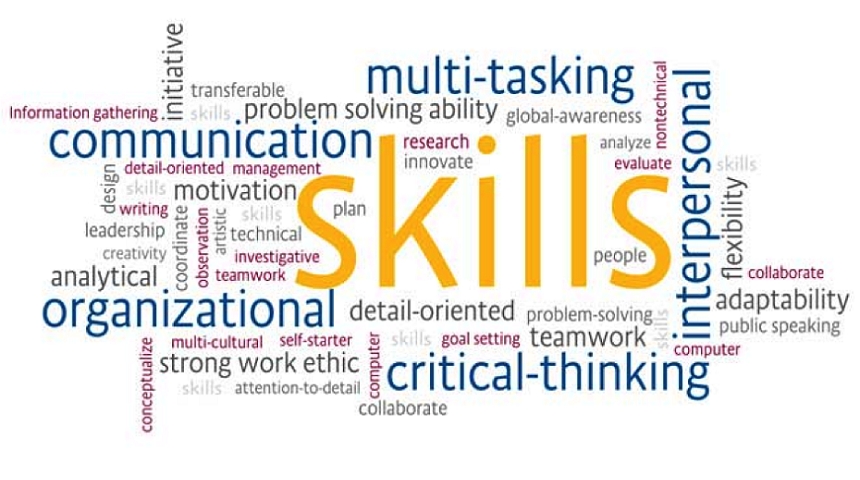 initiative
transferable
multi-tasking
Information gathering
skills
problem solving ability
global-awareness
nontechnical
interpersonal
communication
research
analyze
innovate
evaluate
skills
detail-oriented
management
design
skills
motivation
skills
plan
writing
skills
flexibility
leadership
coordinate
observation
artistic
technical
creativity
investigative
people
analytical
teamwork
collaborate
organizational
detail-oriented
problem-solving
skills
adaptability
public speaking
conceptualize
multi-cultural
self-starter
computer
skills
goal setting
teamwork
computer
strong work ethic
critical-thinking
skills
attention-to-detail
collaborate